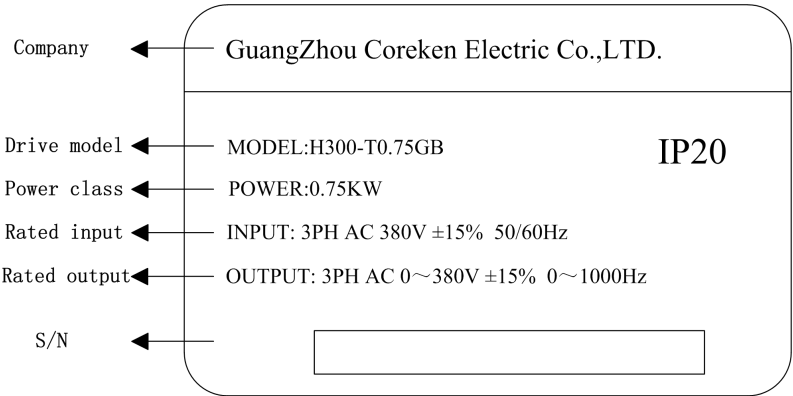 Company GuangZhou Coreken Electric Co.,LTD.
Drive model MODEL:H300-T0.75GB IP20
Power class POWER:0.75KW
Rated input INPUT: 3PH AC 380V ±15% 50/60Hz
Rated output OUTPUT: 3PH AC 0～380V ±15% 0～1000Hz
S/N